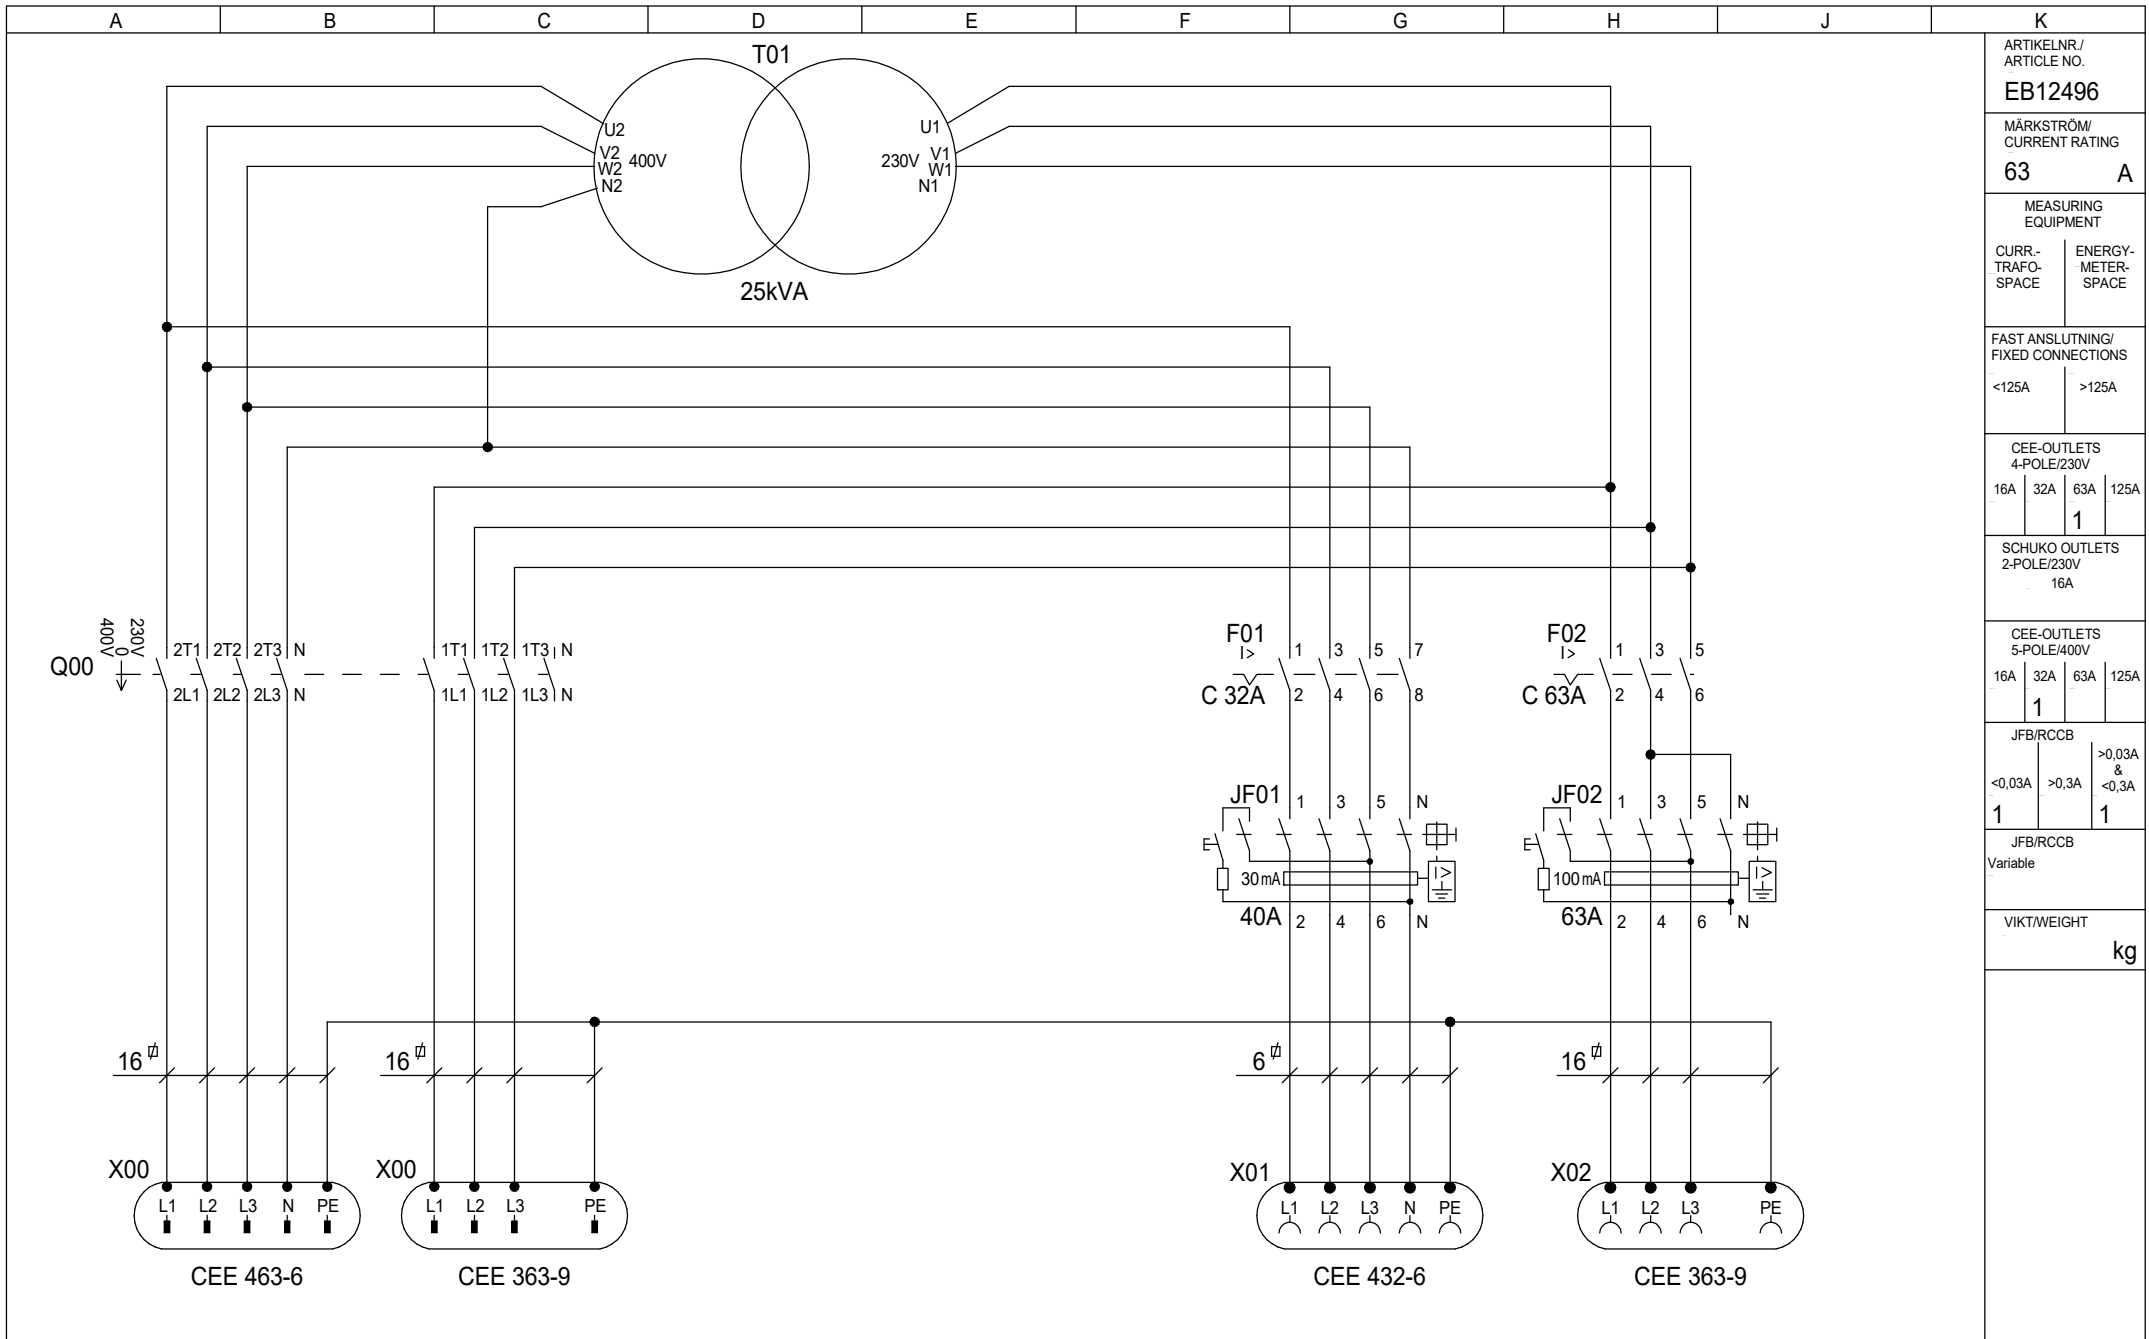 A B C D E F G H J K
T01
U2
V2
W2
N2
400V
U1
230V V1
W1
N1
25kVA
Q00
400V
0
230V
2T1 2T2 2T3 N
2L1 2L2 2L3 N
1T1 1T2 1T3 N
1L1 1L2 1L3 N
F01
I>
C 32A
1 3 5 7
2 4 6 8
F02
I>
C 63A
1 3 5
2 4 6
JF01
1 3 5 N
30 mA
I>
40A
2 4 6 N
JF02
1 3 5 N
100 mA
I>
63A
2 4 6 N
16 16 6 16
X00
L1 L2 L3 N PE
CEE 463-6
X00
L1 L2 L3 PE
CEE 363-9
X01
L1 L2 L3 N PE
CEE 432-6
X02
L1 L2 L3 PE
CEE 363-9
ARTIKELNR./
ARTICLE NO.
EB12496
MÄRKSTRÖM/
CURRENT RATING
63 A
MEASURING
EQUIPMENT
CURR.-
TRAFO-
SPACE
ENERGY-
METER-
SPACE
FAST ANSLUTNING/
FIXED CONNECTIONS
<125A >125A
CEE-OUTLETS
4-POLE/230V
16A 32A 63A 125A
1
SCHUKO OUTLETS
2-POLE/230V
16A
CEE-OUTLETS
5-POLE/400V
16A 32A 63A 125A
1
JFB/RCCB
<0,03A
1
>0,3A
>0,03A
&
<0,3A
1
JFB/RCCB
Variable
VIKT/WEIGHT
kg